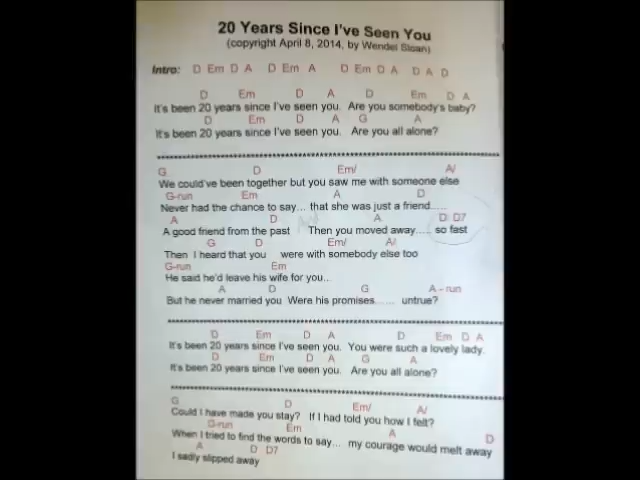 20 Years Since I've Seen You
(copyright April 8, 2014, by Wendel Sloan)
Intro: D Em D A D Em A D Em D A D A D
D Em D A D Em D A
It's been 20 years since I've seen you. Are you somebody's baby?
D Em D A G A
It's been 20 years since I've seen you. Are you all alone?
G D Em/ A/
We could've been together but you saw me with someone else
G-run Em A D
Never had the chance to say... that she was just a friend.....
A D A D D7
A good friend from the past Then you moved away..... so fast
G D Em/ A/
Then I heard that you were with somebody else too
G-run Em
He said he'd leave his wife for you...
A D G A - run
But he never married you Were his promises...... untrue?
D Em D A D Em D A
It's been 20 years since I've seen you. You were such a lovely lady.
D Em D A G A
It's been 20 years since I've seen you. Are you all alone?
G D Em/ A/
Could I have made you stay? If I had told you how I felt?
G-run Em A D
When I tried to find the words to say... my courage would melt away
A D D7
I sadly slipped away